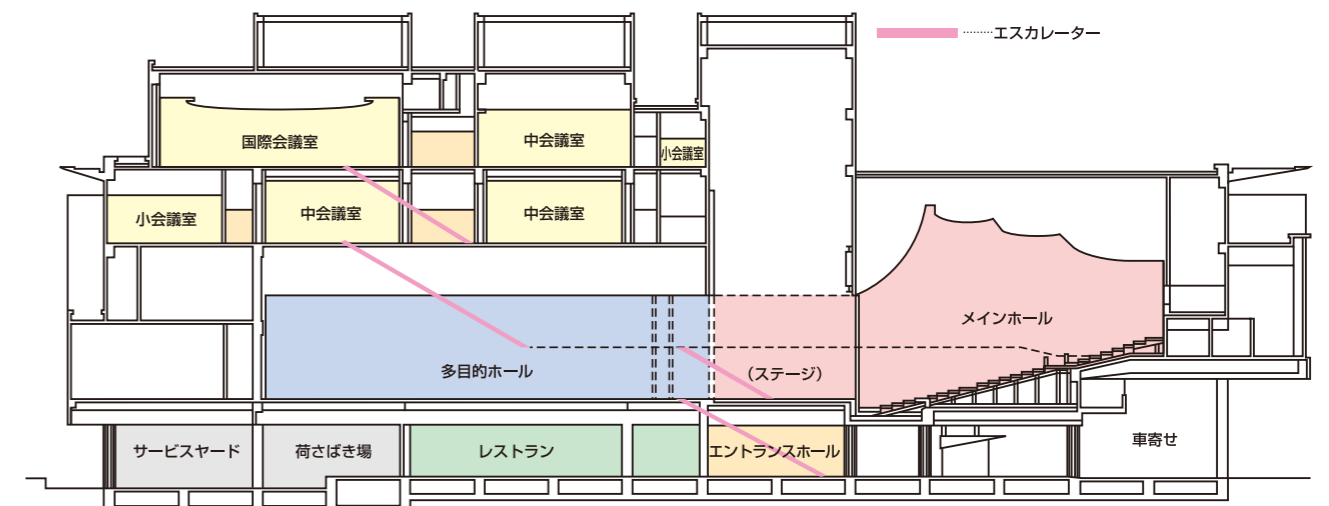 ………エスカレーター
国際会議室
中会議室
小会議室
小会議室
中会議室
中会議室
メインホール
多目的ホール
（ステージ）
サービスヤード
荷さばき場
レストラン
エントランスホール
車寄せ